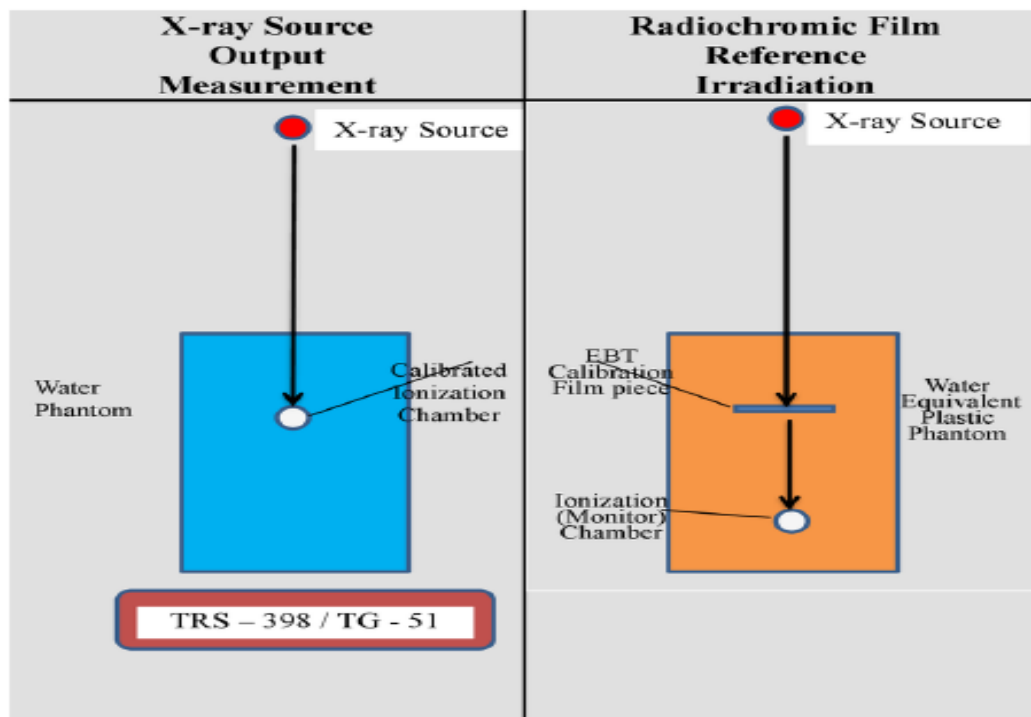 X-ray Source
Output
Measurement
X-ray Source
Water
Phantom
Calibrated
Ionization
Chamber
TRS – 398 / TG - 51
Radiochromic Film
Reference
Irradiation
X-ray Source
EBT
Calibration
Film piece
Water
Equivalent
Plastic
Phantom
Ionization
(Monitor)
Chamber